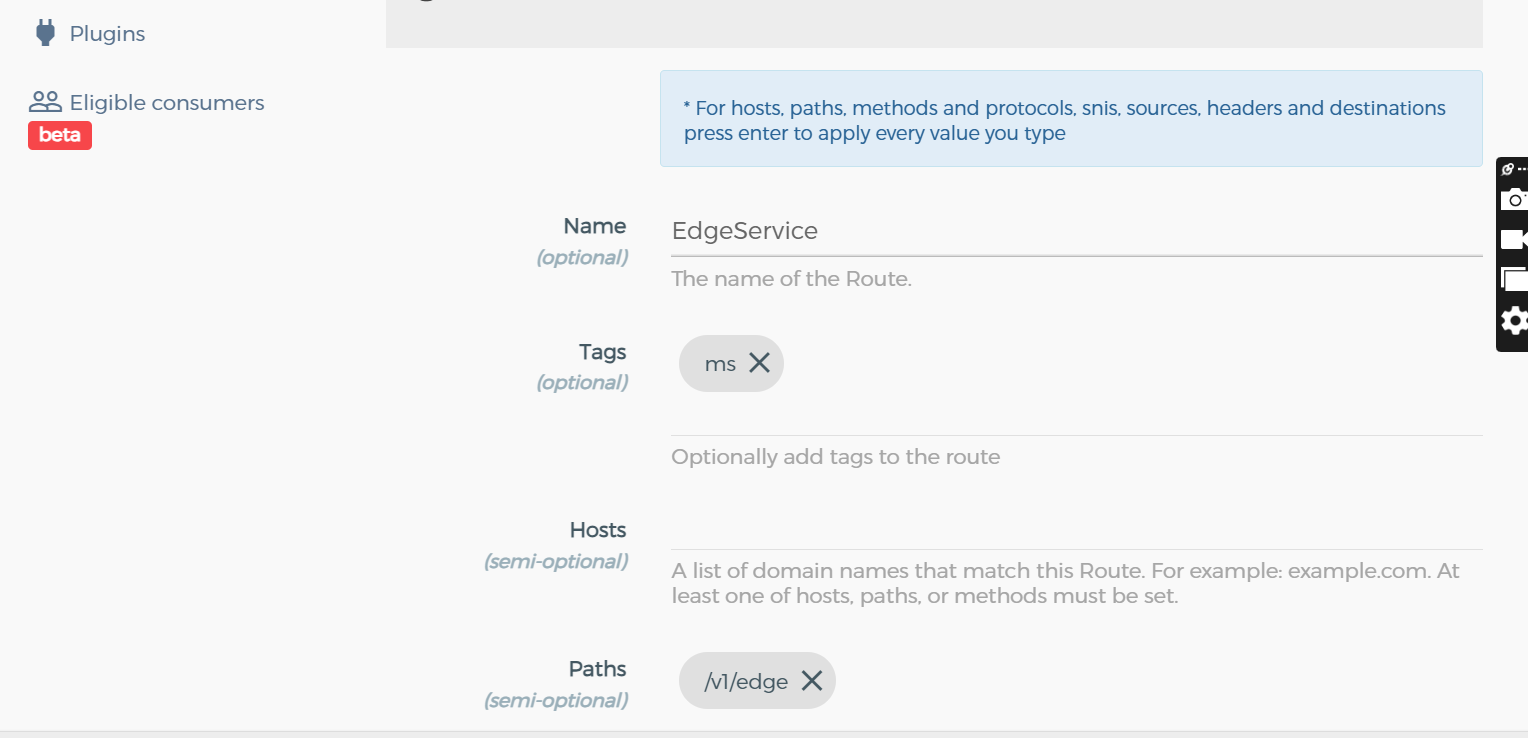 Plugins
Eligible consumers
beta
* For hosts, paths, methods and protocols, snis, sources, headers and destinations
press enter to apply every value you type
Name
(optional)
EdgeService
The name of the Route.
Tags
(optional)
ms
Optionally add tags to the route
Hosts
(semi-optional)
A list of domain names that match this Route. For example: example.com. At
least one of hosts, paths, or methods must be set.
Paths
(semi-optional)
/v1/edge